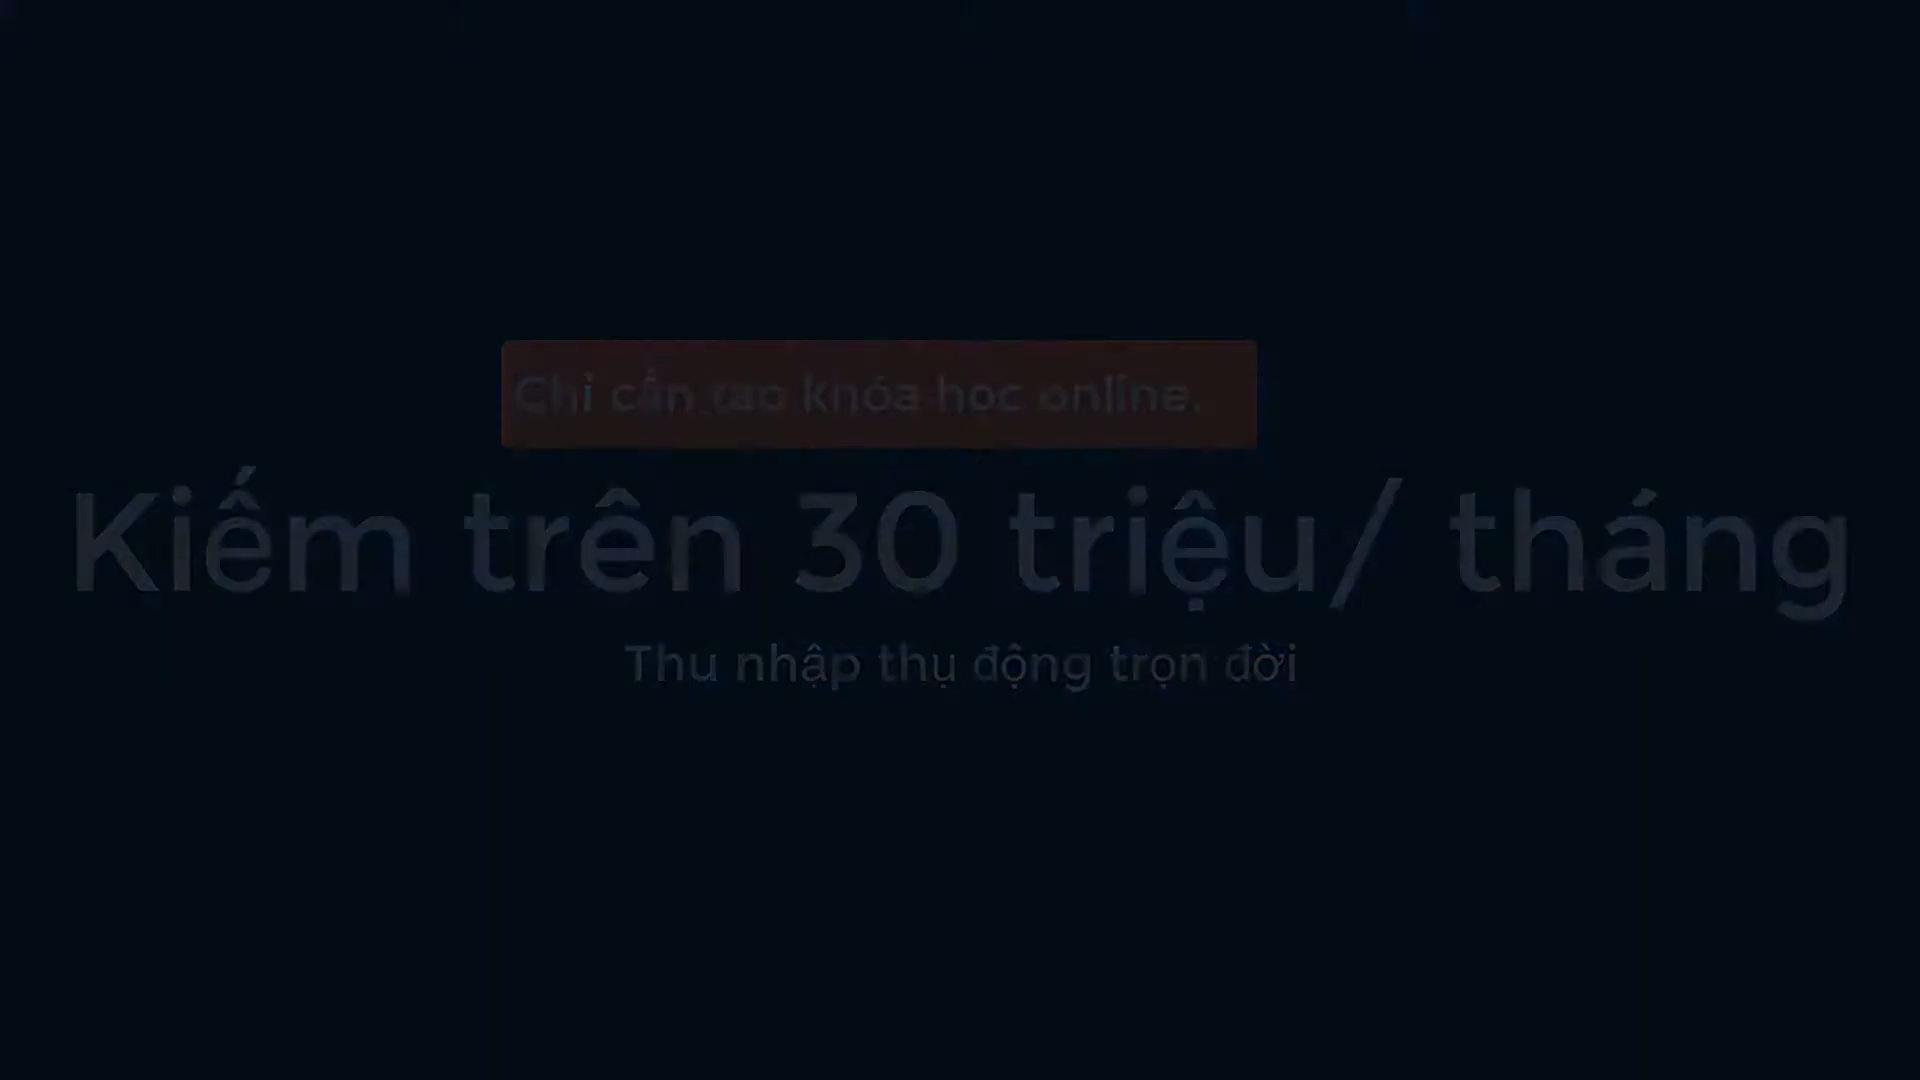 Chỉ cần tạo khóa học online.
Kiếm trên 30 triệu/ tháng
Thu nhập thụ động trọn đời